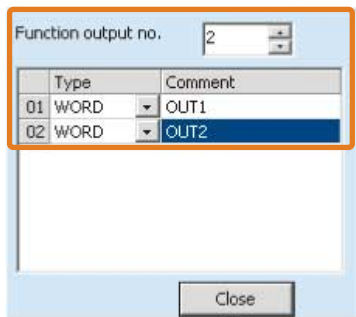 Function output no. 2
Type Comment
01 WORD OUT1
02 WORD OUT2
Close